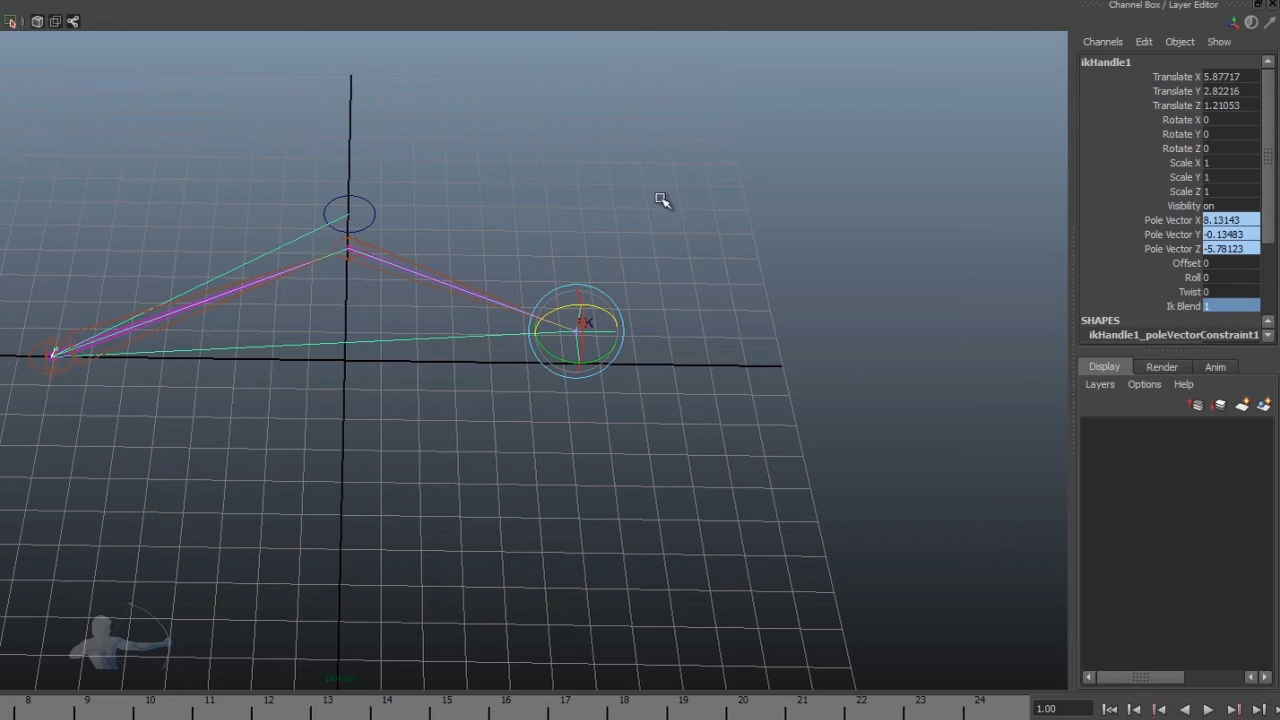 Channel Box / Layer Editor
Channels Edit Object Show
ikHandle1
Translate X 5.87717
Translate Y 2.82216
Translate Z 1.21053
Rotate X 0
Rotate Y 0
Rotate Z 0
Scale X 1
Scale Y 1
Scale Z 1
Visibility on
Pole Vector X 8.13143
Pole Vector Y -0.13483
Pole Vector Z -5.78123
Offset 0
Roll 0
Twist 0
Ik Blend 1
SHAPES
ikHandle1_poleVectorConstraint1
Display Render Anim
Layers Options Help
persp
8 9 10 11 12 13 14 15 16 17 18 19 20 21 22 23 24
1.00